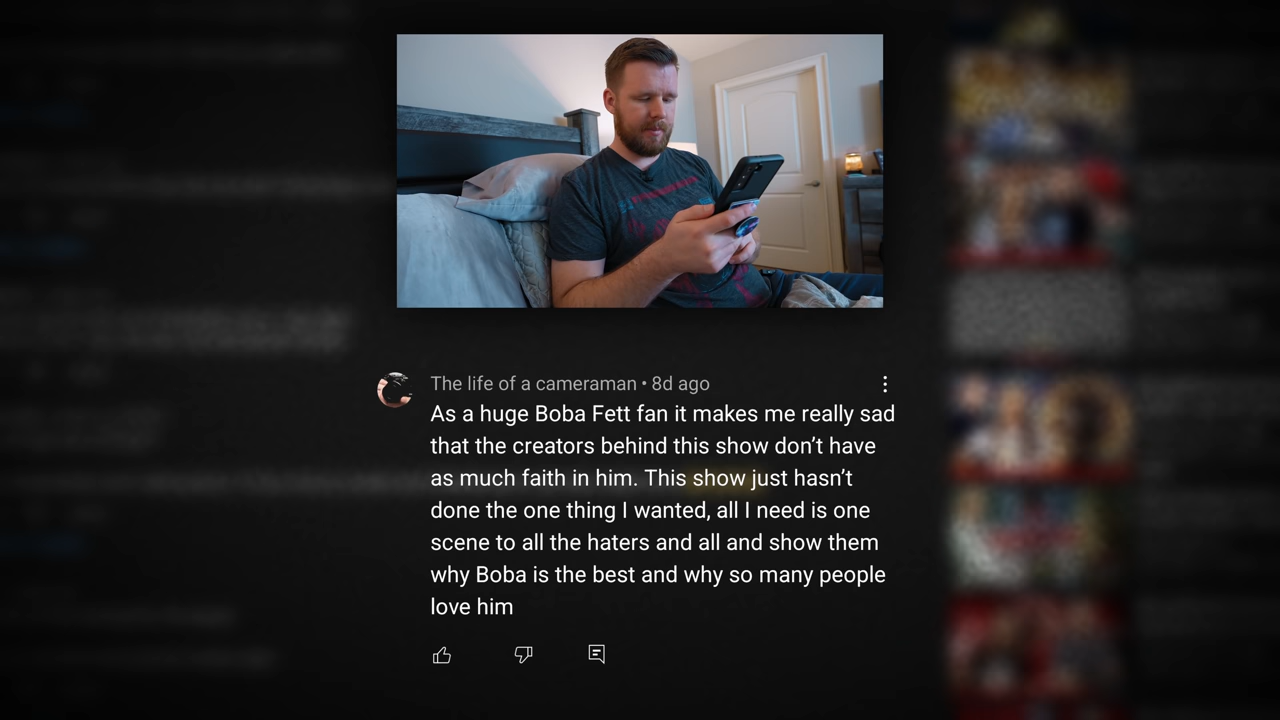 The life of a cameraman • 8d ago
As a huge Boba Fett fan it makes me really sad
that the creators behind this show don’t have
as much faith in him. This show just hasn’t
done the one thing I wanted, all I need is one
scene to all the haters and all and show them
why Boba is the best and why so many people
love him